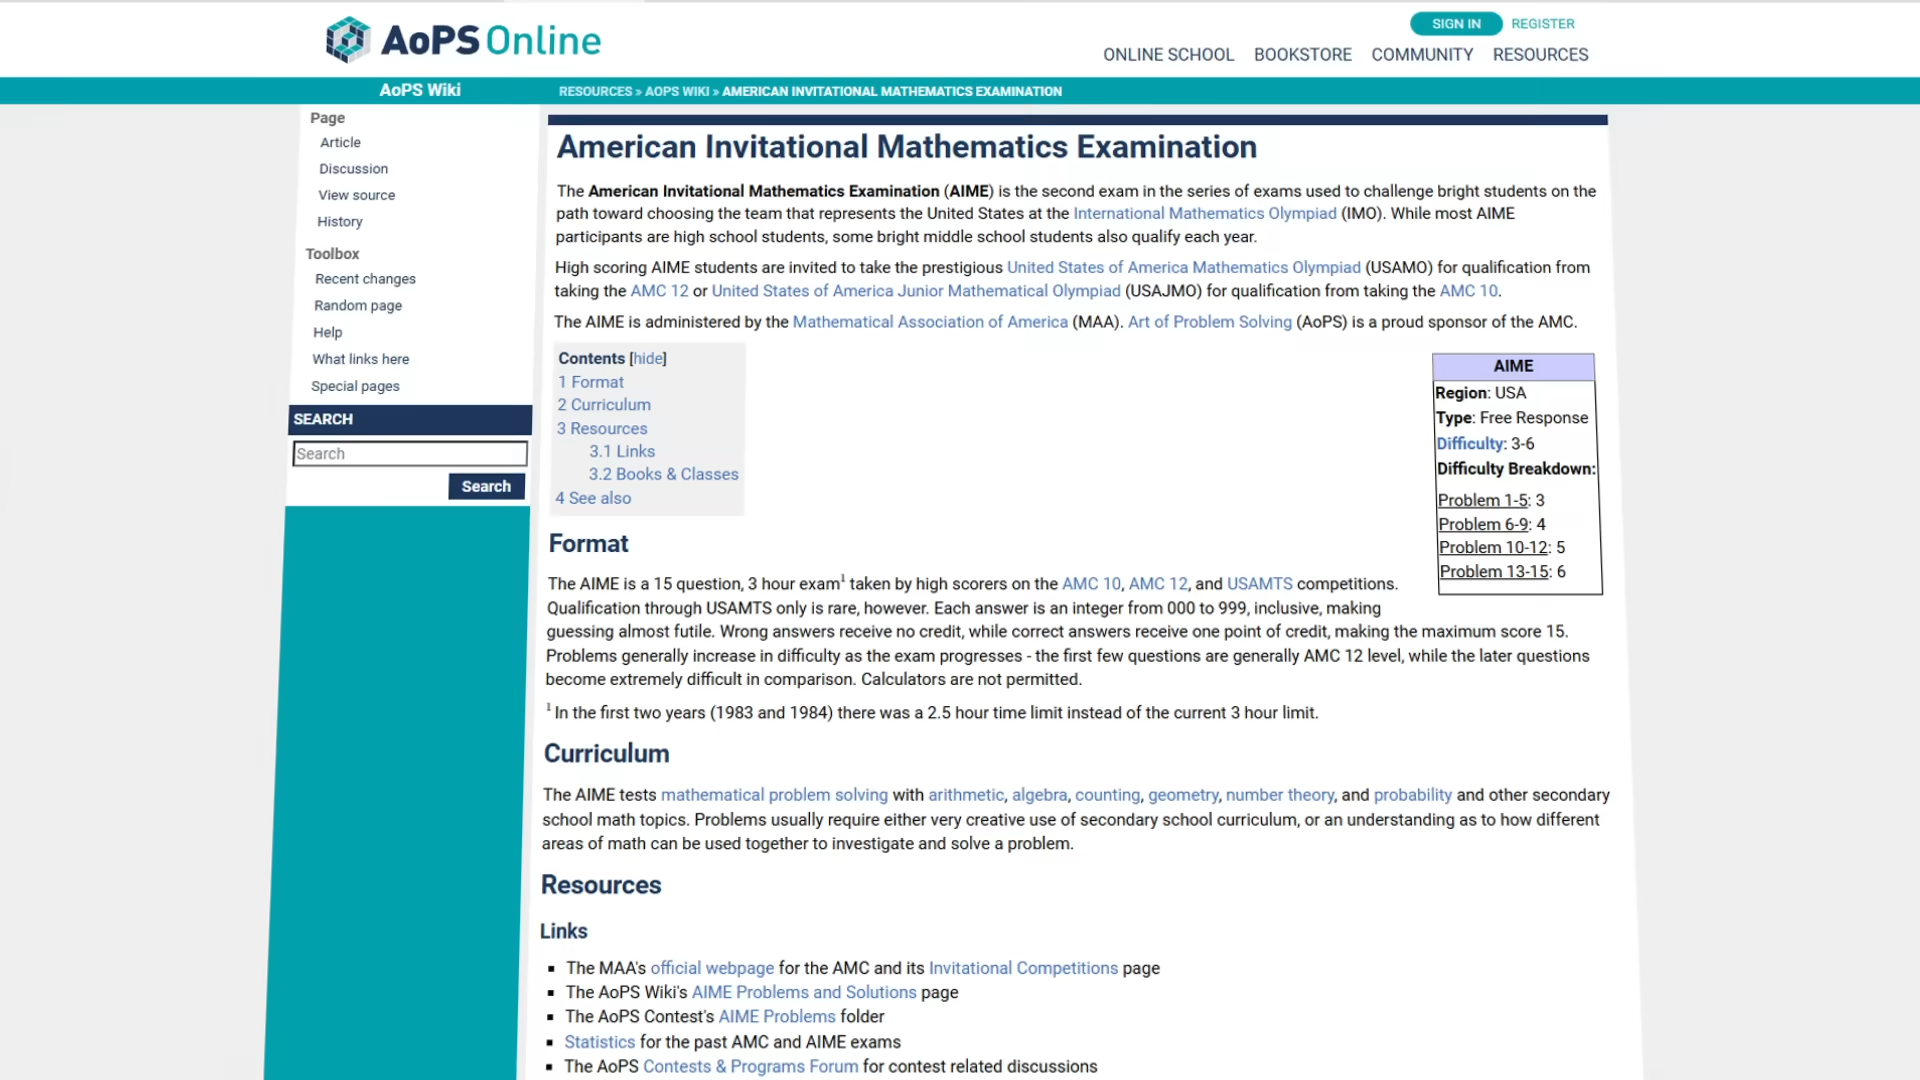 AoPS Online
SIGN IN REGISTER
ONLINE SCHOOL BOOKSTORE COMMUNITY RESOURCES
AoPS Wiki
RESOURCES » AOPS WIKI » AMERICAN INVITATIONAL MATHEMATICS EXAMINATION
Page
Article
Discussion
View source
History
Toolbox
Recent changes
Random page
Help
What links here
Special pages
SEARCH
Search
Search
American Invitational Mathematics Examination
The American Invitational Mathematics Examination (AIME) is the second exam in the series of exams used to challenge bright students on the
path toward choosing the team that represents the United States at the International Mathematics Olympiad (IMO). While most AIME
participants are high school students, some bright middle school students also qualify each year.
High scoring AIME students are invited to take the prestigious United States of America Mathematics Olympiad (USAMO) for qualification from
taking the AMC 12 or United States of America Junior Mathematical Olympiad (USAJMO) for qualification from taking the AMC 10.
The AIME is administered by the Mathematical Association of America (MAA). Art of Problem Solving (AoPS) is a proud sponsor of the AMC.
Contents [hide]
1 Format
2 Curriculum
3 Resources
3.1 Links
3.2 Books & Classes
4 See also
AIME
Region: USA
Type: Free Response
Difficulty: 3-6
Difficulty Breakdown:
Problem 1-5: 3
Problem 6-9: 4
Problem 10-12: 5
Problem 13-15: 6
Format
The AIME is a 15 question, 3 hour exam¹ taken by high scorers on the AMC 10, AMC 12, and USAMTS competitions.
Qualification through USAMTS only is rare, however. Each answer is an integer from 000 to 999, inclusive, making
guessing almost futile. Wrong answers receive no credit, while correct answers receive one point of credit, making the maximum score 15.
Problems generally increase in difficulty as the exam progresses - the first few questions are generally AMC 12 level, while the later questions
become extremely difficult in comparison. Calculators are not permitted.
¹ In the first two years (1983 and 1984) there was a 2.5 hour time limit instead of the current 3 hour limit.
Curriculum
The AIME tests mathematical problem solving with arithmetic, algebra, counting, geometry, number theory, and probability and other secondary
school math topics. Problems usually require either very creative use of secondary school curriculum, or an understanding as to how different
areas of math can be used together to investigate and solve a problem.
Resources
Links
▪ The MAA's official webpage for the AMC and its Invitational Competitions page
▪ The AoPS Wiki's AIME Problems and Solutions page
▪ The AoPS Contest's AIME Problems folder
▪ Statistics for the past AMC and AIME exams
▪ The AoPS Contests & Programs Forum for contest related discussions